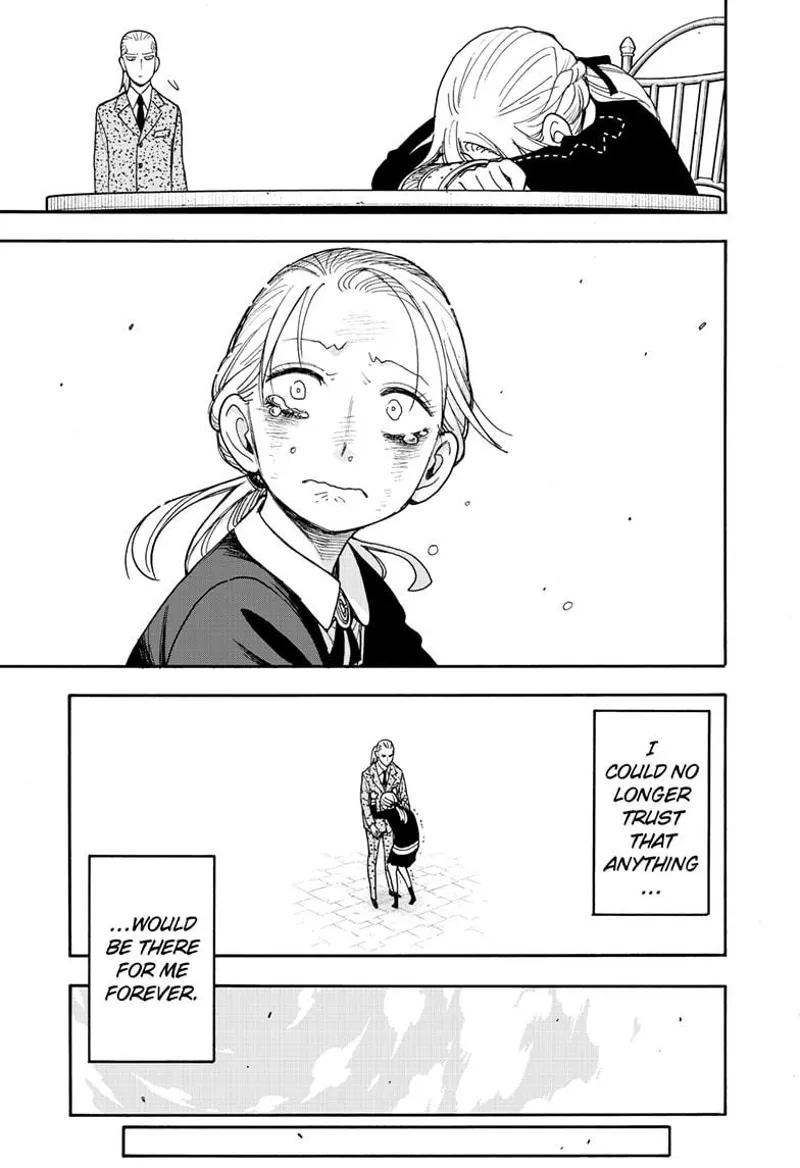 I
COULD NO
LONGER
TRUST
THAT
ANYTHING
...
...WOULD
BE THERE
FOR ME
FOREVER.